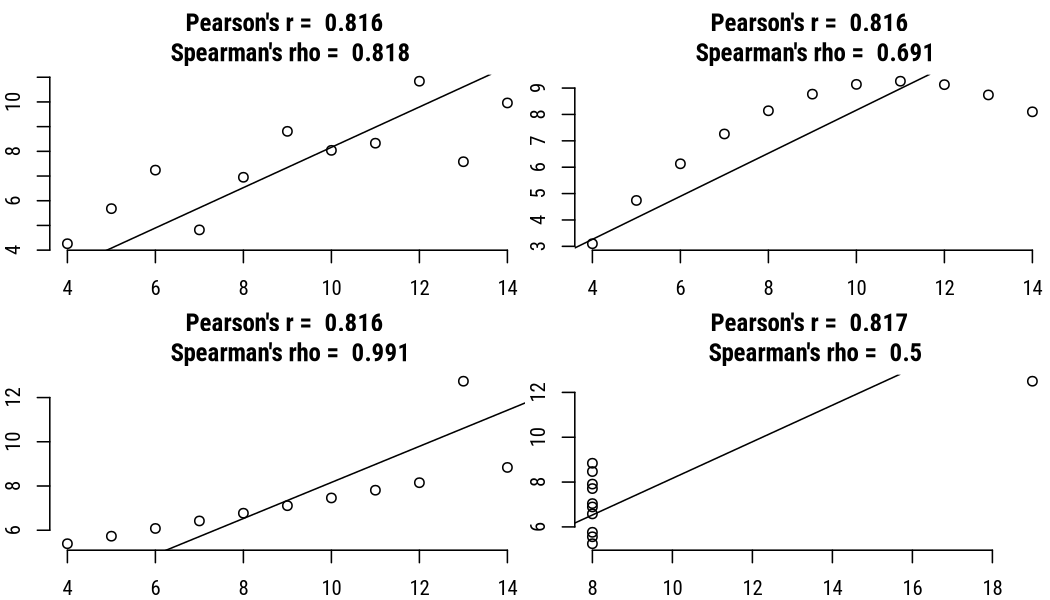 Pearson's r = 0.816
Spearman's rho = 0.818
10
8
6
4
4 6 8 10 12 14
Pearson's r = 0.816
Spearman's rho = 0.691
9
8
7
6
5
4
3
4 6 8 10 12 14
Pearson's r = 0.816
Spearman's rho = 0.991
12
10
8
6
4 6 8 10 12 14
Pearson's r = 0.817
Spearman's rho = 0.5
12
10
8
6
8 10 12 14 16 18